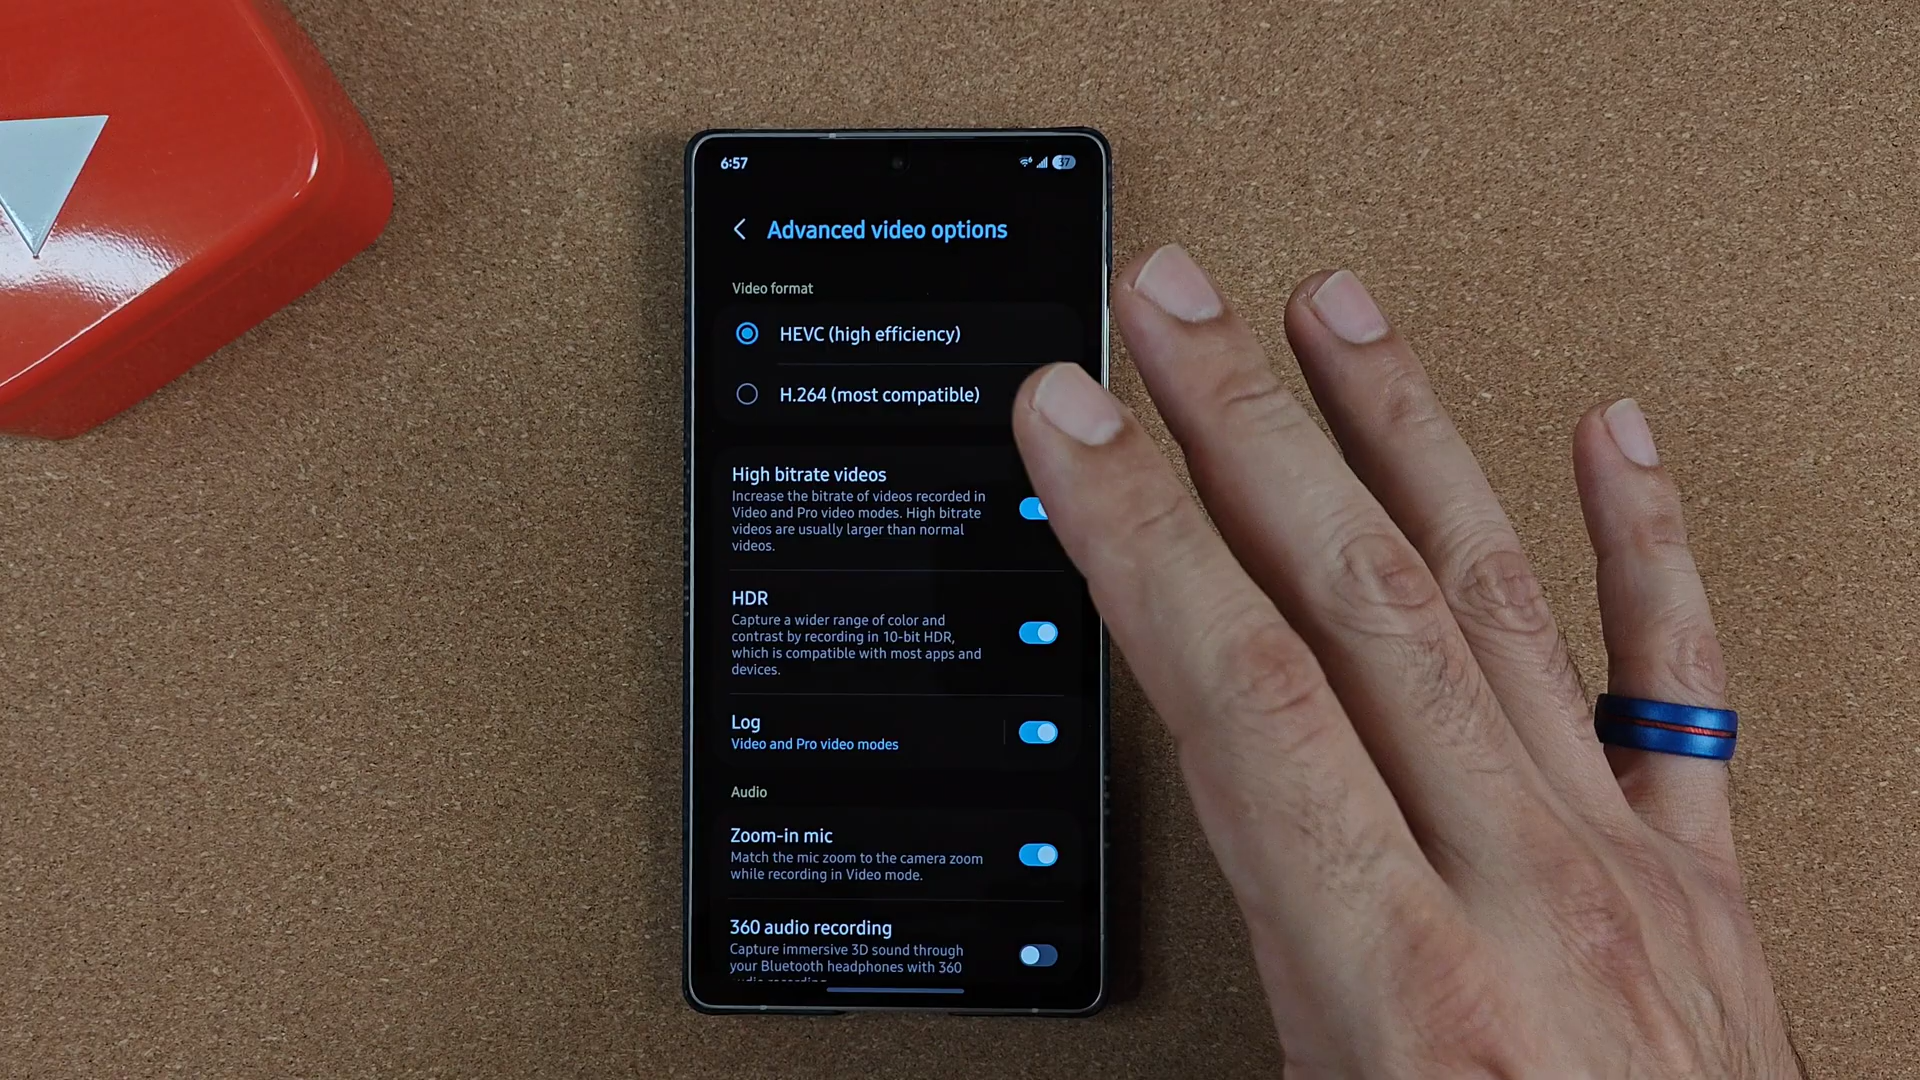 6:57
37
Advanced video options
Video format
HEVC (high efficiency)
H.264 (most compatible)
High bitrate videos
Increase the bitrate of videos recorded in
Video and Pro video modes. High bitrate
videos are usually larger than normal
videos.
HDR
Capture a wider range of color and
contrast by recording in 10-bit HDR,
which is compatible with most apps and
devices.
Log
Video and Pro video modes
Audio
Zoom-in mic
Match the mic zoom to the camera zoom
while recording in Video mode.
360 audio recording
Capture immersive 3D sound through
your Bluetooth headphones with 360
audio recording